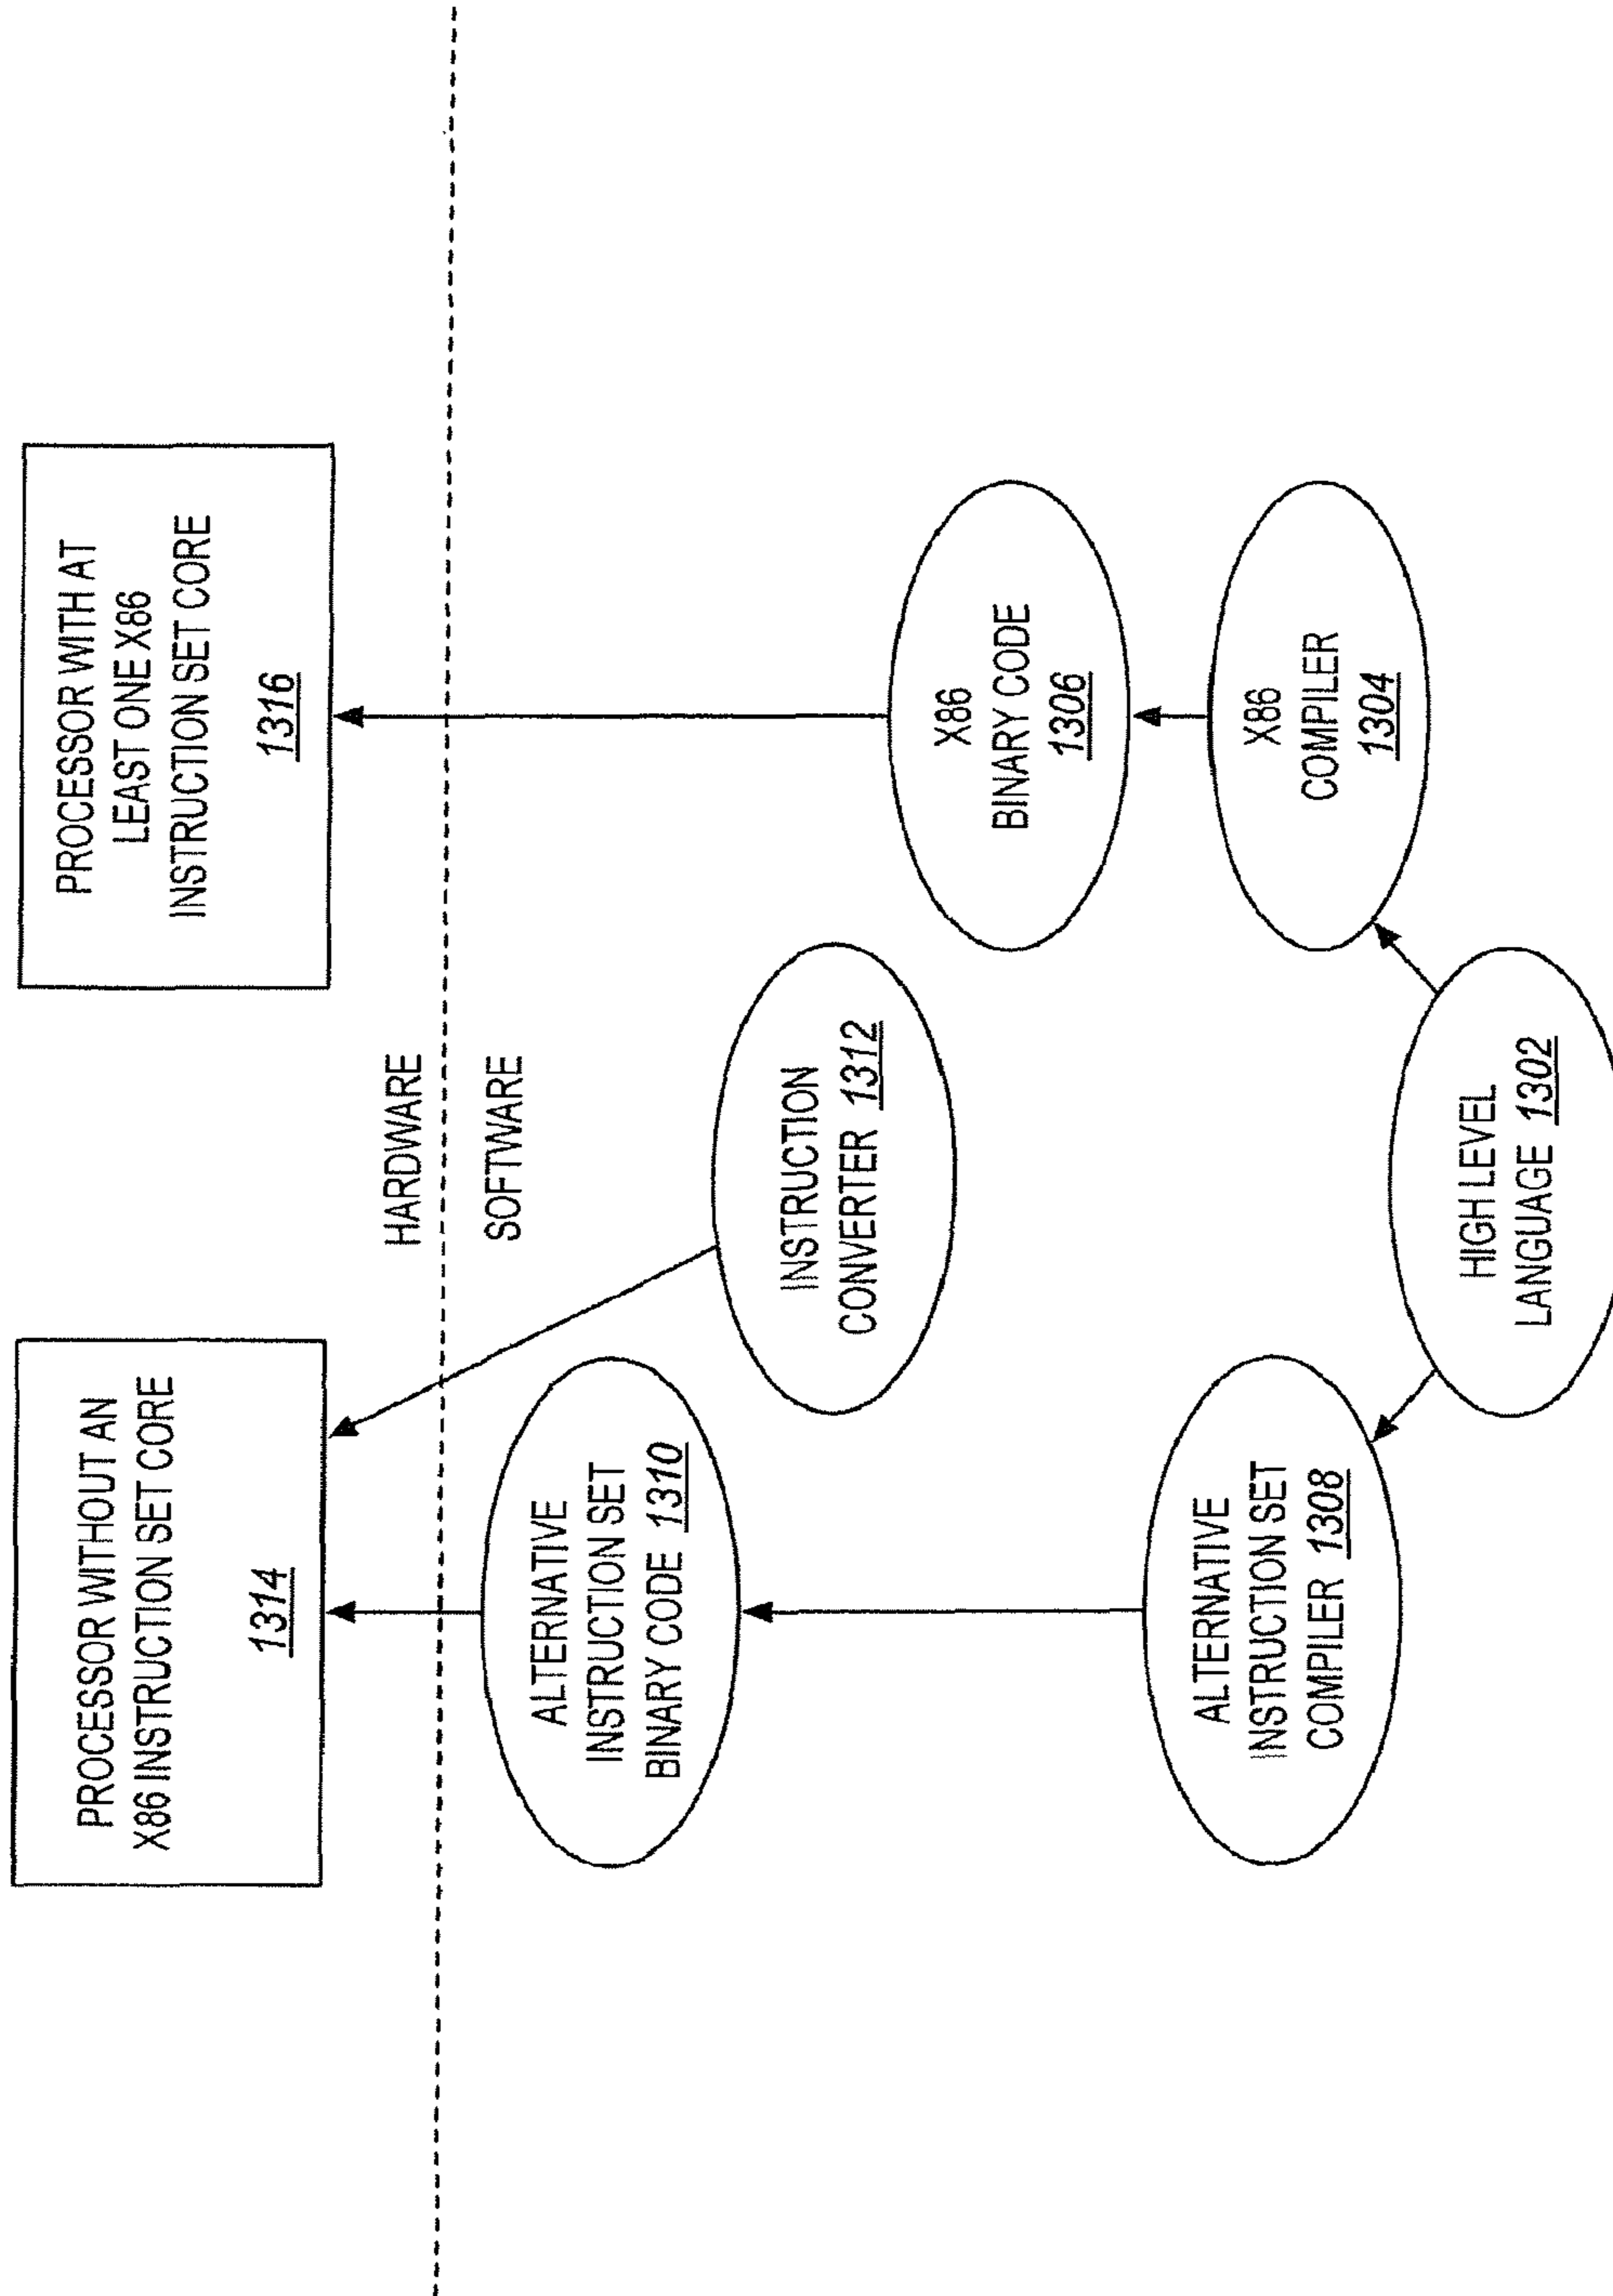 PROCESSOR WITHOUT AN
X86 INSTRUCTION SET CORE
1314
PROCESSOR WITH AT
LEAST ONE X86
INSTRUCTION SET CORE
1316
HARDWARE
SOFTWARE
ALTERNATIVE
INSTRUCTION SET
BINARY CODE 1310
INSTRUCTION
CONVERTER 1312
X86
BINARY CODE
1306
ALTERNATIVE
INSTRUCTION SET
COMPILER 1308
X86
COMPILER
1304
HIGH LEVEL
LANGUAGE 1302